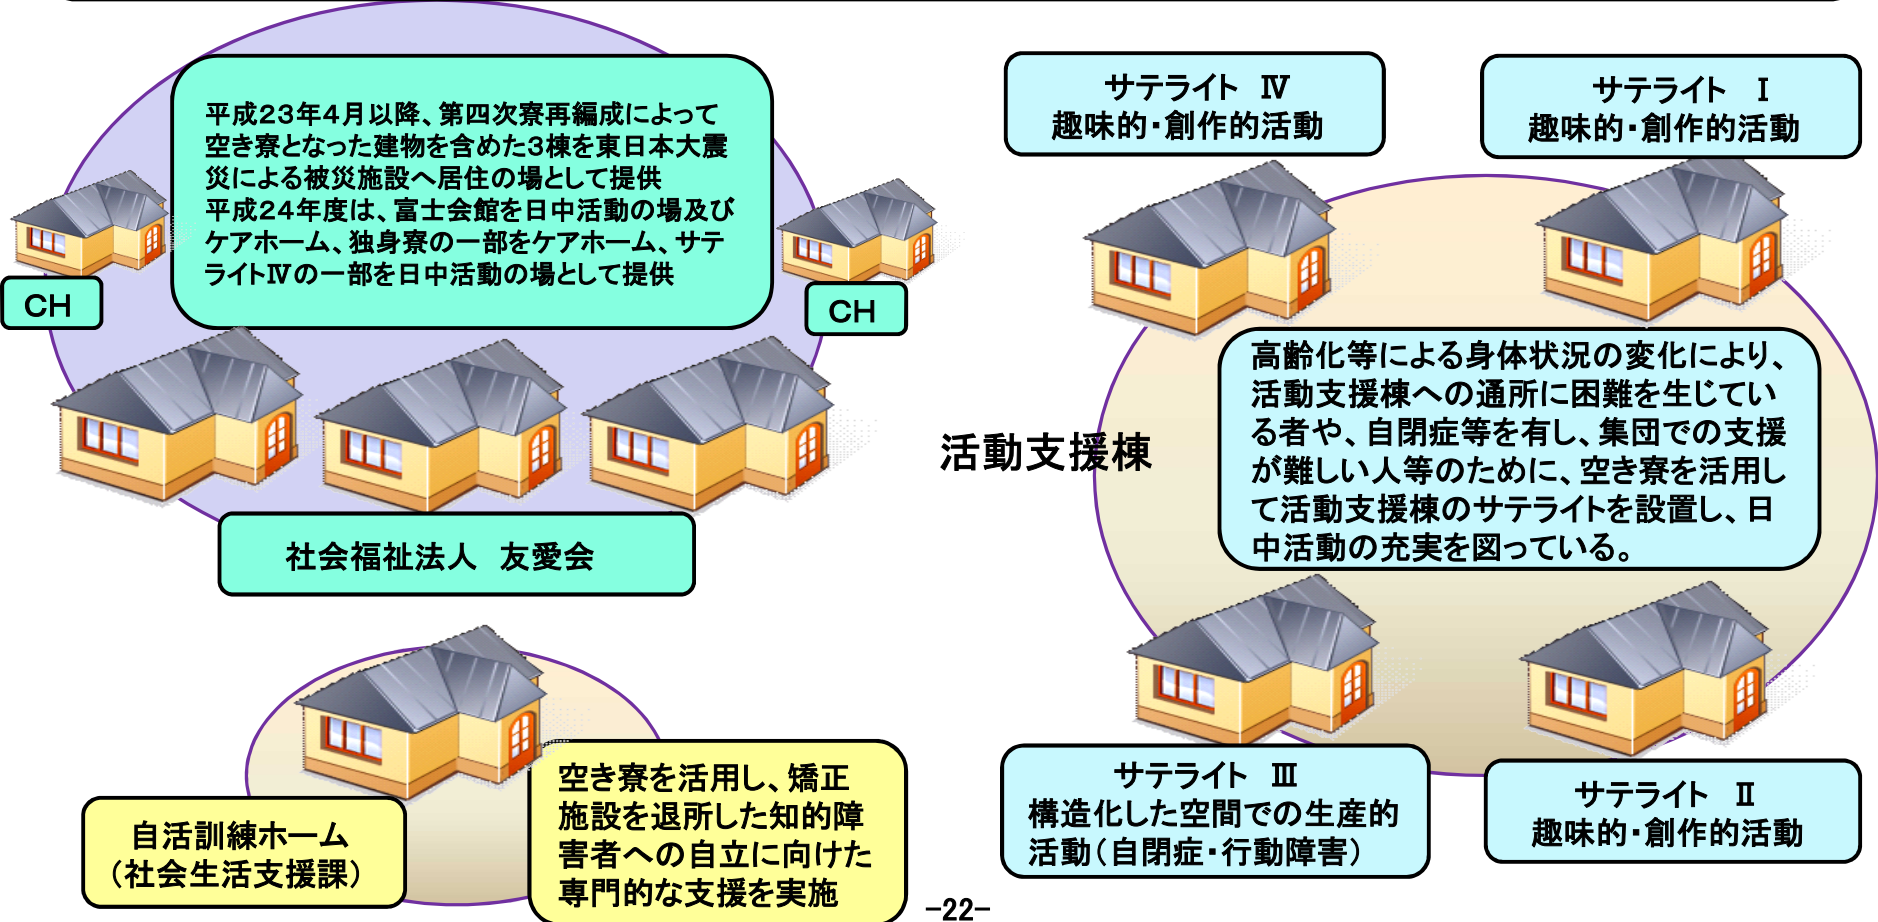 平成２３年４月以降、第四次寮再編成によって
空き寮となった建物を含めた３棟を東日本大震
災による被災施設へ居住の場として提供
平成２４年度は、富士会館を日中活動の場及び
ケアホーム、独身寮の一部をケアホーム、サテ
ライトⅣの一部を日中活動の場として提供
ＣＨ
ＣＨ
社会福祉法人　友愛会
自活訓練ホーム
（社会生活支援課）
空き寮を活用し、矯正
施設を退所した知的障
害者への自立に向けた
専門的な支援を実施
サテライト　Ⅳ
趣味的・創作的活動
サテライト　Ⅰ
趣味的・創作的活動
活動支援棟
高齢化等による身体状況の変化により、
活動支援棟への通所に困難を生じてい
る者や、自閉症等を有し、集団での支援
が難しい人等のために、空き寮を活用し
て活動支援棟のサテライトを設置し、日
中活動の充実を図っている。
サテライト　Ⅲ
構造化した空間での生産的
活動（自閉症・行動障害）
サテライト　Ⅱ
趣味的・創作的活動
-22-